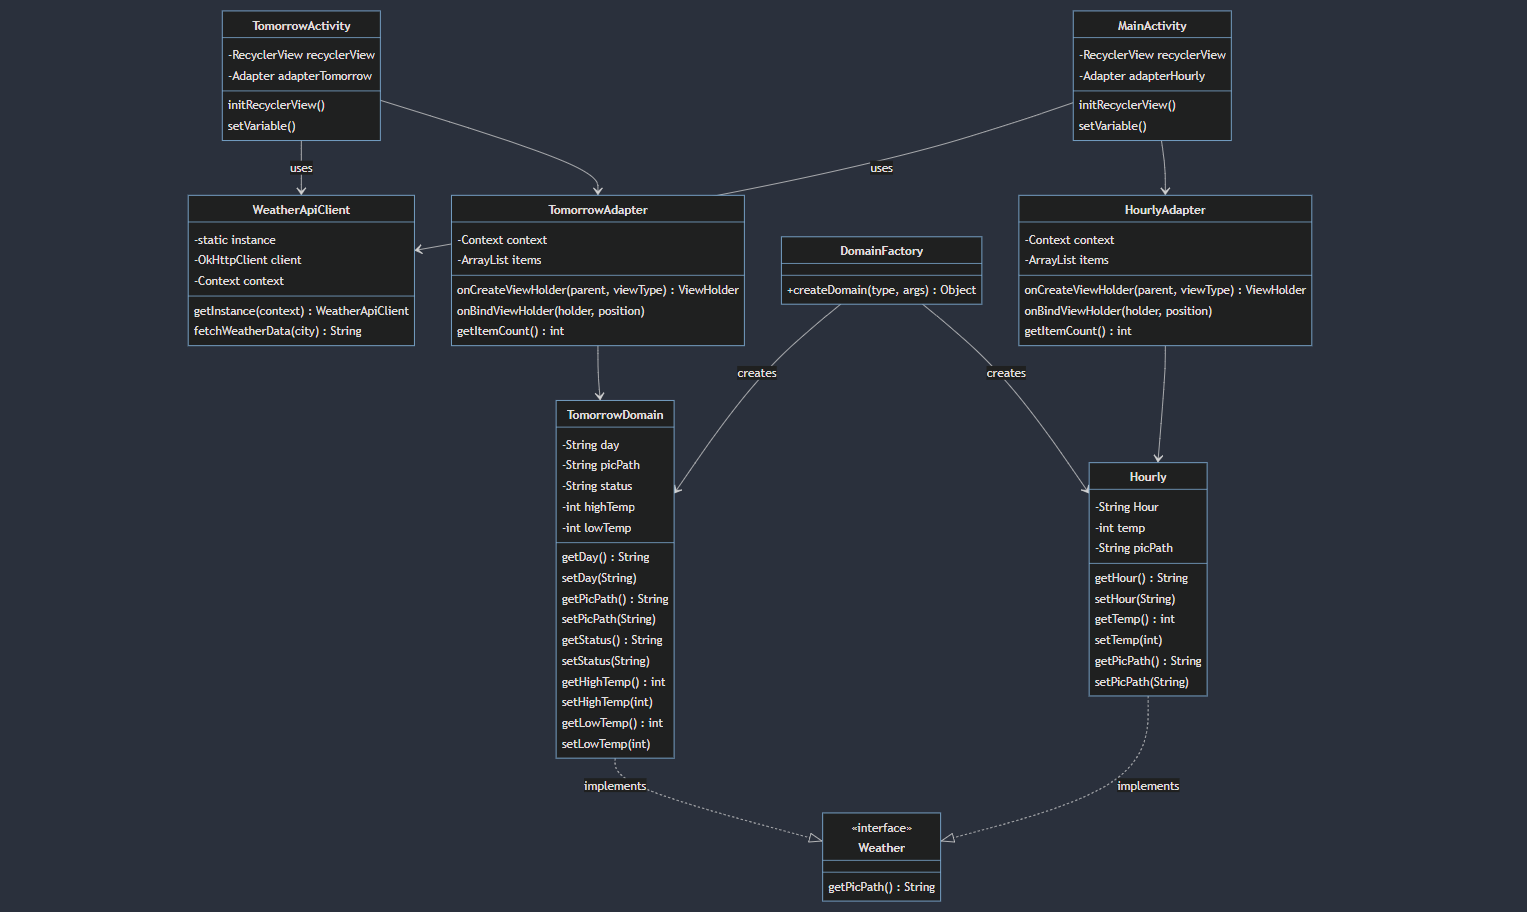 TomorrowActivity
-RecyclerView recyclerView
-Adapter adapterTomorrow
initRecyclerView()
setVariable()
MainActivity
-RecyclerView recyclerView
-Adapter adapterHourly
initRecyclerView()
setVariable()
uses
uses
WeatherApiClient
-static instance
-OkHttpClient client
-Context context
getInstance(context) : WeatherApiClient
fetchWeatherData(city) : String
TomorrowAdapter
-Context context
-ArrayList items
onCreateViewHolder(parent, viewType) : ViewHolder
onBindViewHolder(holder, position)
getItemCount() : int
DomainFactory
+createDomain(type, args) : Object
HourlyAdapter
-Context context
-ArrayList items
onCreateViewHolder(parent, viewType) : ViewHolder
onBindViewHolder(holder, position)
getItemCount() : int
creates
creates
TomorrowDomain
-String day
-String picPath
-String status
-int highTemp
-int lowTemp
getDay() : String
setDay(String)
getPicPath() : String
setPicPath(String)
getStatus() : String
setStatus(String)
getHighTemp() : int
setHighTemp(int)
getLowTemp() : int
setLowTemp(int)
Hourly
-String Hour
-int temp
-String picPath
getHour() : String
setHour(String)
getTemp() : int
setTemp(int)
getPicPath() : String
setPicPath(String)
implements
implements
«interface»
Weather
getPicPath() : String